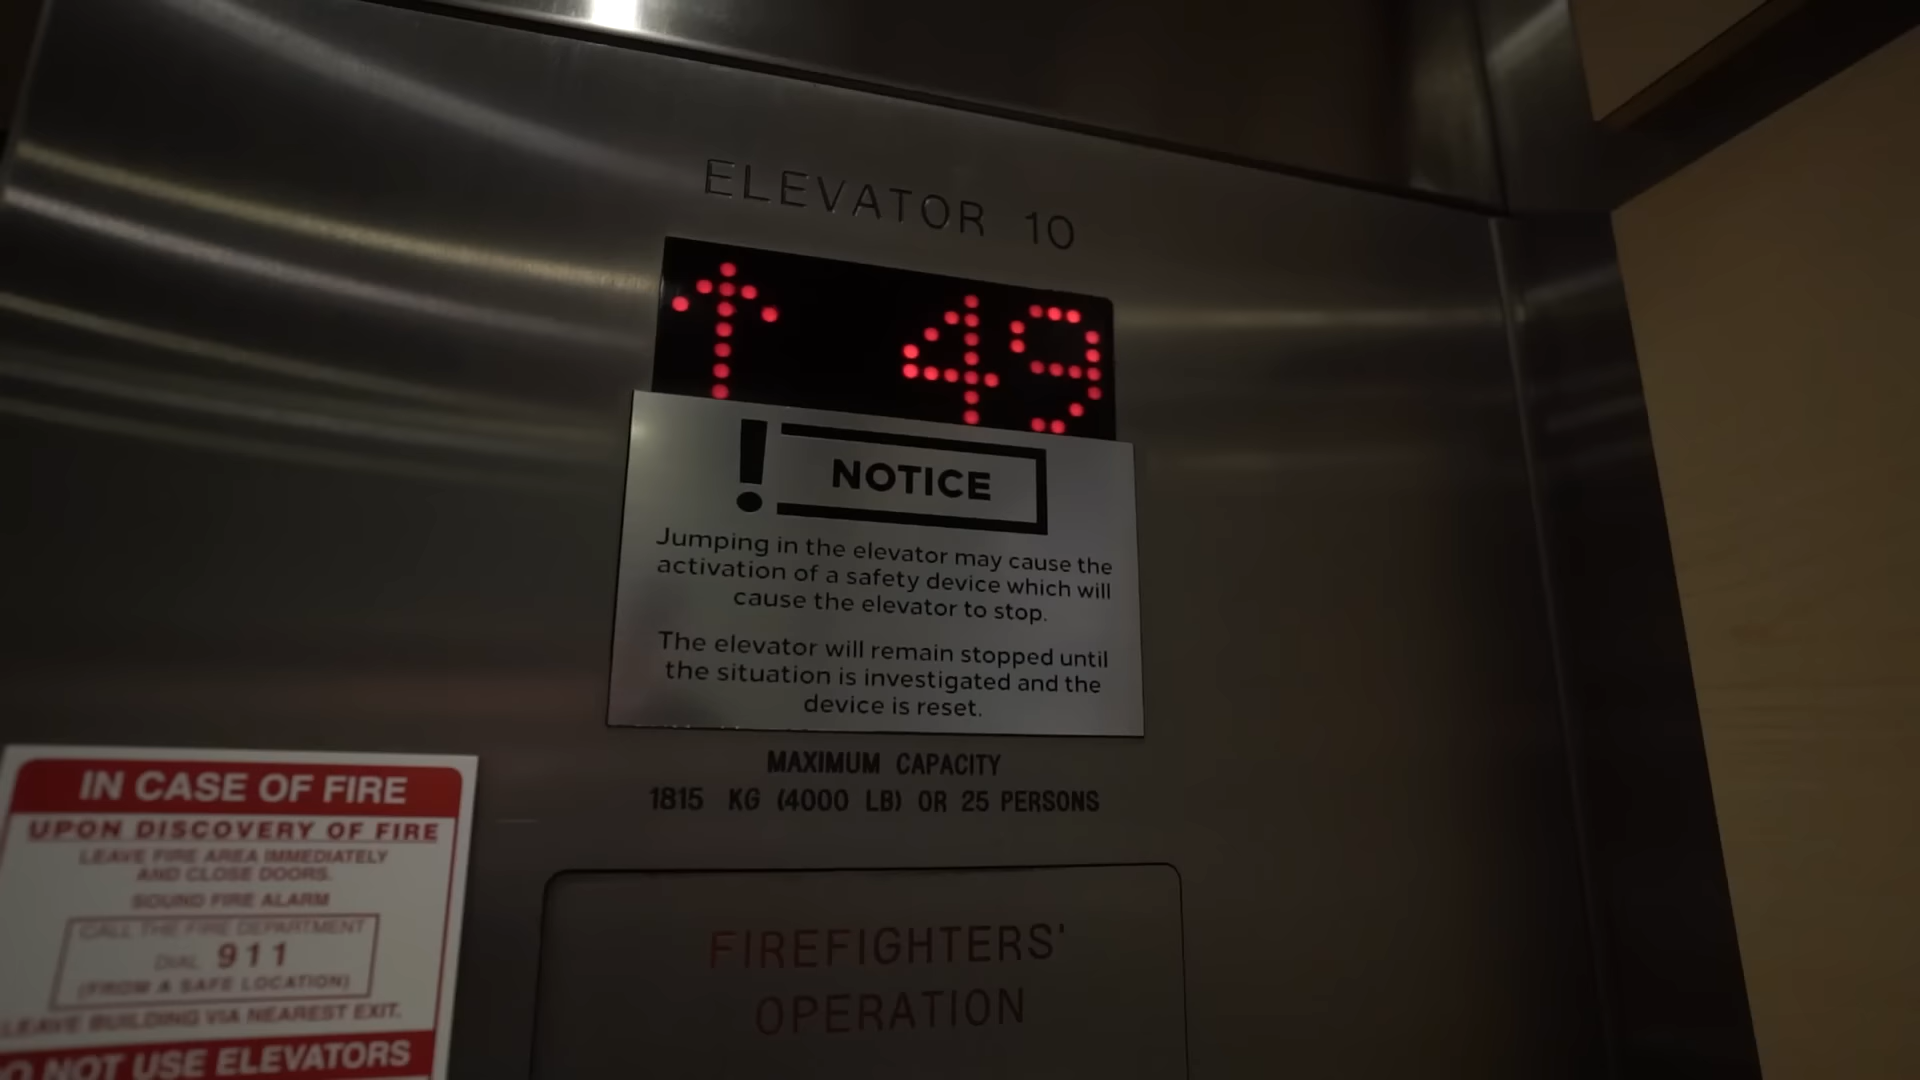 ELEVATOR 10
↑ 49
! NOTICE
Jumping in the elevator may cause the
activation of a safety device which will
cause the elevator to stop.
The elevator will remain stopped until
the situation is investigated and the
device is reset.
MAXIMUM CAPACITY
1815 KG (4000 LB) OR 25 PERSONS
FIREFIGHTERS'
OPERATION
IN CASE OF FIRE
UPON DISCOVERY OF FIRE
LEAVE FIRE AREA IMMEDIATELY
AND CLOSE DOORS.
SOUND FIRE ALARM
CALL THE FIRE DEPARTMENT
DIAL 911
(FROM A SAFE LOCATION)
LEAVE BUILDING VIA NEAREST EXIT.
NOT USE ELEVATORS